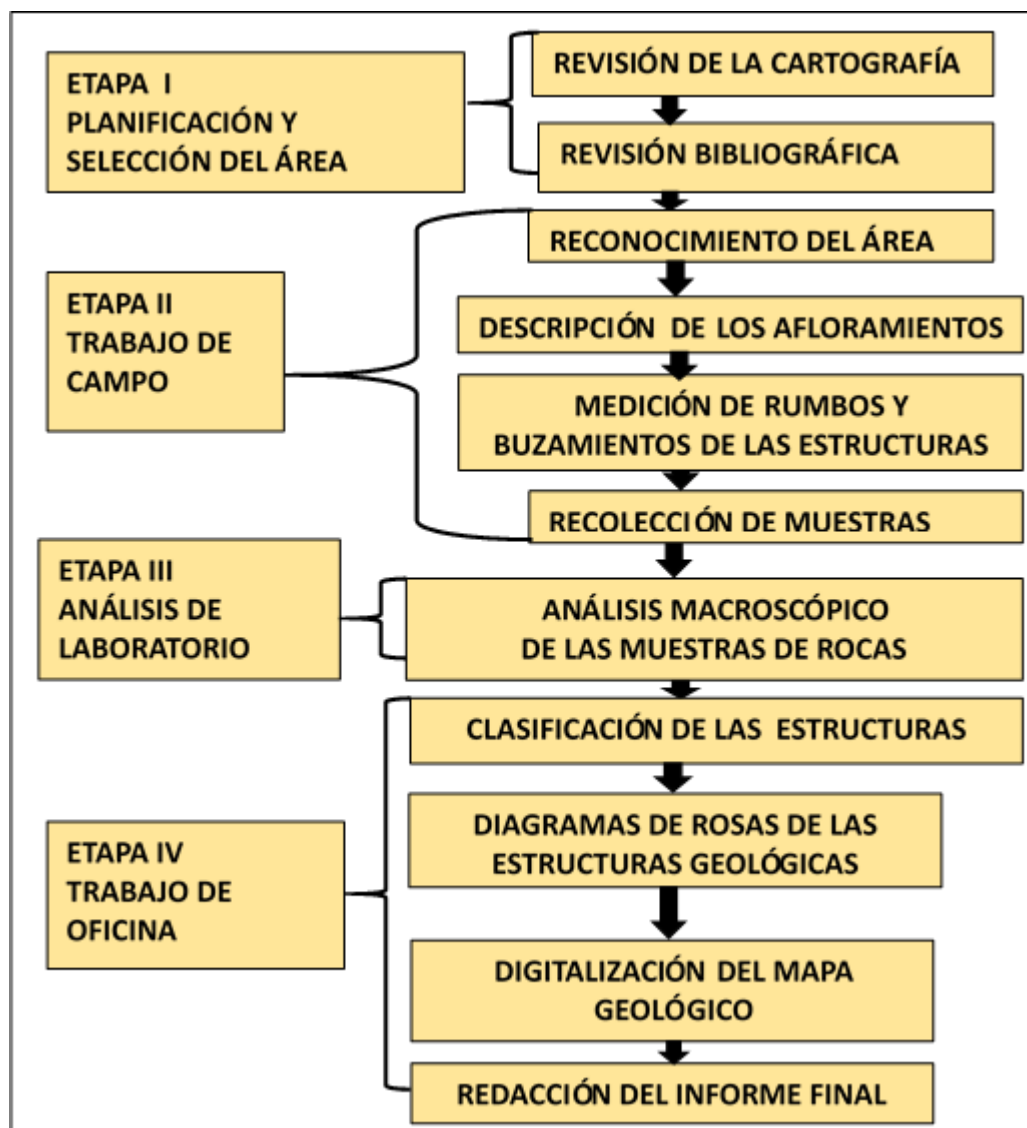 ETAPA I
PLANIFICACIÓN Y
SELECCIÓN DEL ÁREA
REVISIÓN DE LA CARTOGRAFÍA
REVISIÓN BIBLIOGRÁFICA
ETAPA II
TRABAJO DE
CAMPO
RECONOCIMIENTO DEL ÁREA
DESCRIPCIÓN DE LOS AFLORAMIENTOS
MEDICIÓN DE RUMBOS Y
BUZAMIENTOS DE LAS ESTRUCTURAS
RECOLECCIÓN DE MUESTRAS
ETAPA III
ANÁLISIS DE
LABORATORIO
ANÁLISIS MACROSCÓPICO
DE LAS MUESTRAS DE ROCAS
ETAPA IV
TRABAJO DE
OFICINA
CLASIFICACIÓN DE LAS ESTRUCTURAS
DIAGRAMAS DE ROSAS DE LAS
ESTRUCTURAS GEOLÓGICAS
DIGITALIZACIÓN DEL MAPA
GEOLÓGICO
REDACCIÓN DEL INFORME FINAL